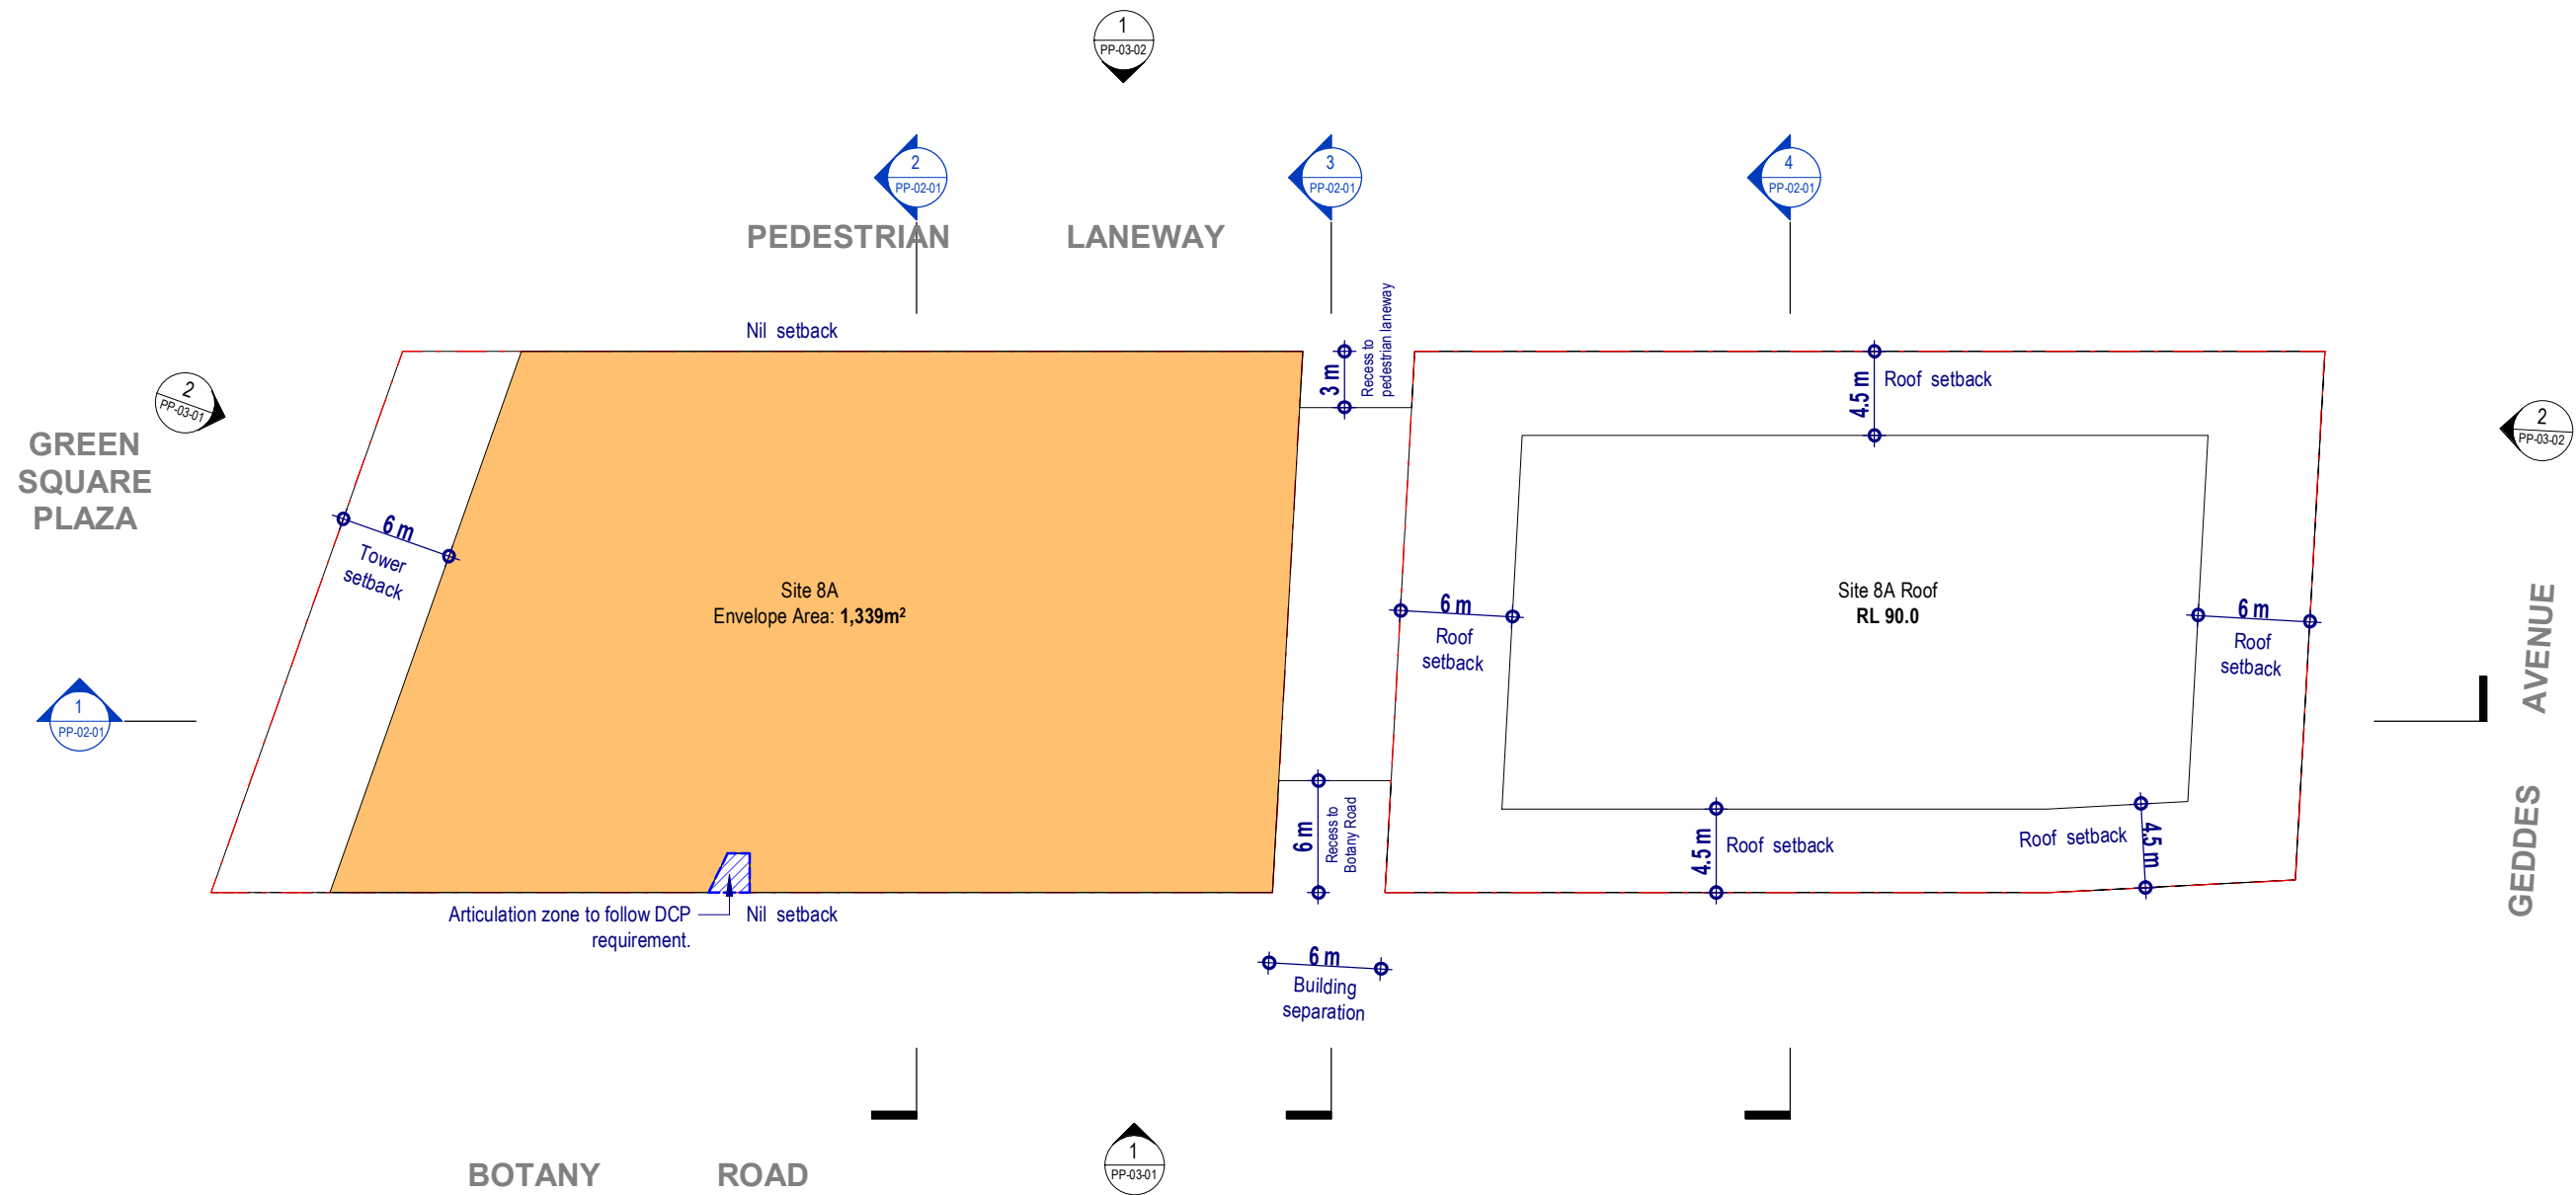 1
PP-03-02
2
PP-02-01
3
PP-02-01
4
PP-02-01
PEDESTRIAN LANEWAY
Nil setback
3 m
Recess to
pedestrian laneway
4.5 m
Roof setback
2
PP-03-01
2
PP-03-02
GREEN
SQUARE
PLAZA
6 m
Tower
setback
Site 8A
Envelope Area: 1,339m²
6 m
Roof
setback
Site 8A Roof
RL 90.0
6 m
Roof
setback
GEDDES AVENUE
1
PP-02-01
6 m
Recess to
Botany Road
4.5 m
Roof setback
Roof setback
4.5 m
Articulation zone to follow DCP
requirement.
Nil setback
6 m
Building
separation
BOTANY ROAD
1
PP-03-01